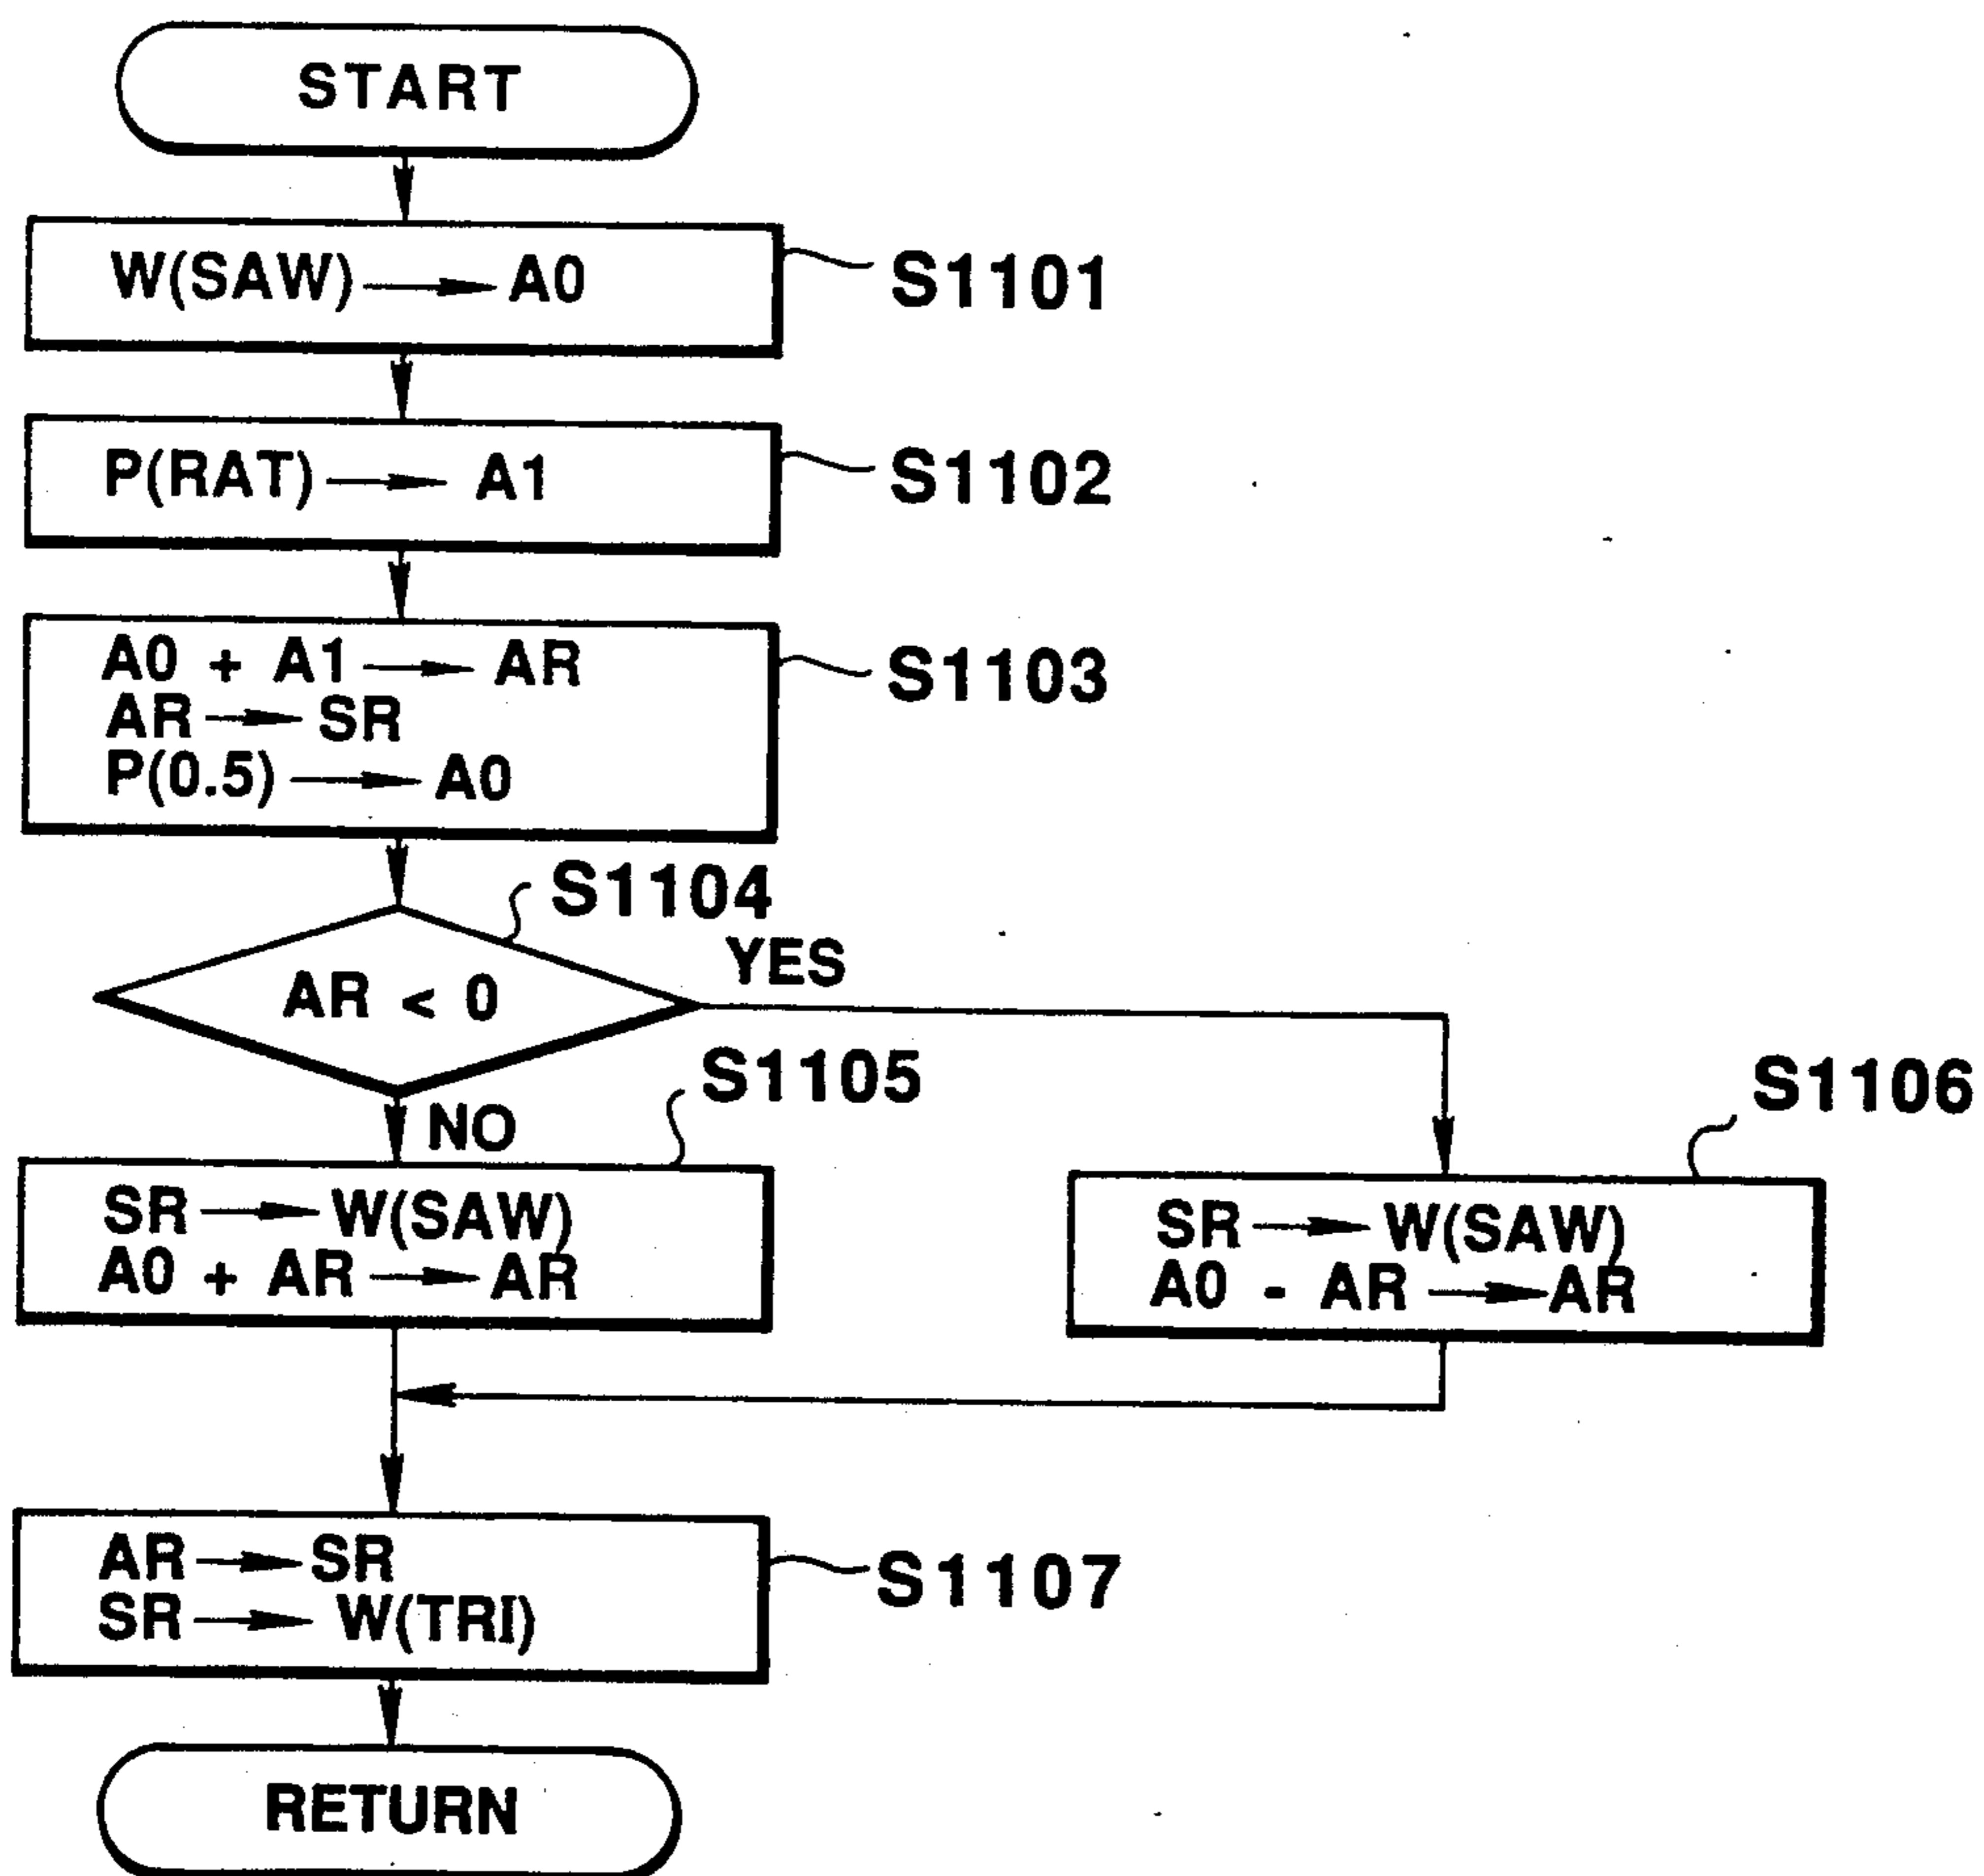 START
W(SAW) → A0
S1101
P(RAT) → A1
S1102
A0 + A1 → AR
AR → SR
P(0.5) → A0
S1103
S1104
AR < 0
YES
NO
S1105
SR → W(SAW)
A0 + AR → AR
S1106
SR → W(SAW)
A0 - AR → AR
AR → SR
SR → W(TRI)
S1107
RETURN